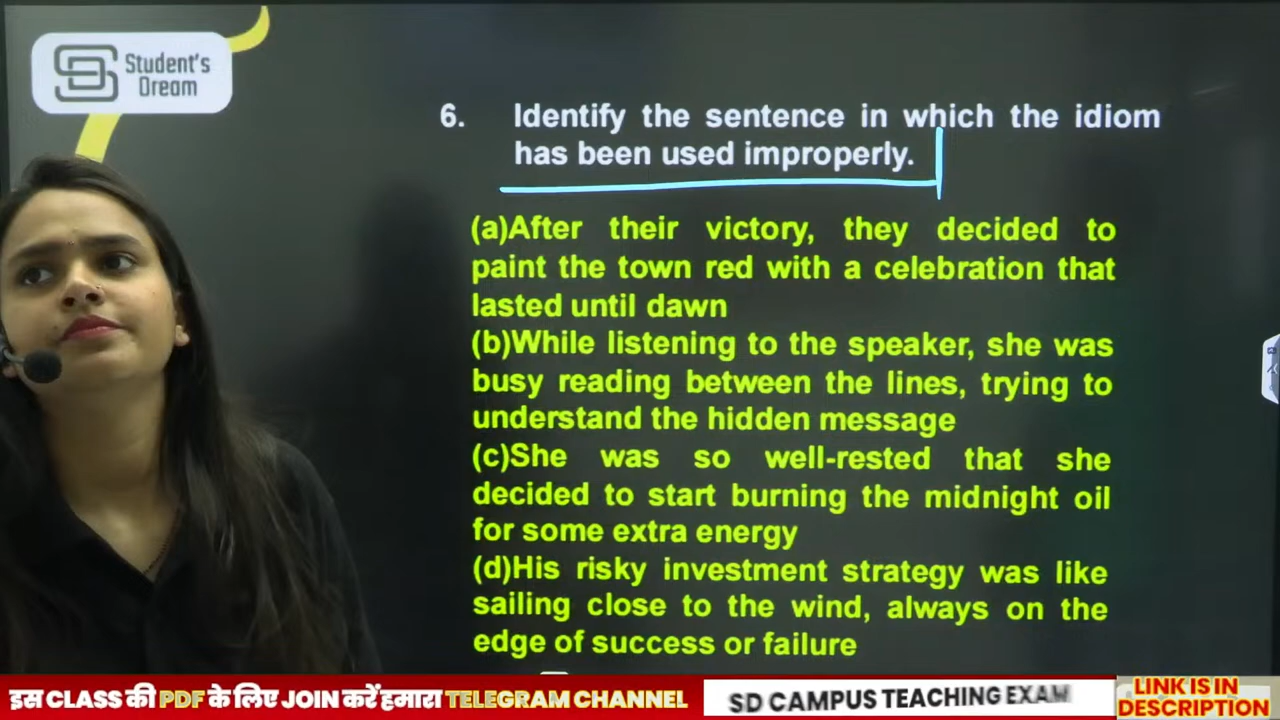 Student's
Dream
6. Identify the sentence in which the idiom
has been used improperly.
(a)After their victory, they decided to
paint the town red with a celebration that
lasted until dawn
(b)While listening to the speaker, she was
busy reading between the lines, trying to
understand the hidden message
(c)She was so well-rested that she
decided to start burning the midnight oil
for some extra energy
(d)His risky investment strategy was like
sailing close to the wind, always on the
edge of success or failure
इस CLASS की PDF के लिए JOIN करें हमारा TELEGRAM CHANNEL
SD CAMPUS TEACHING EXAM
LINK IS IN
DESCRIPTION